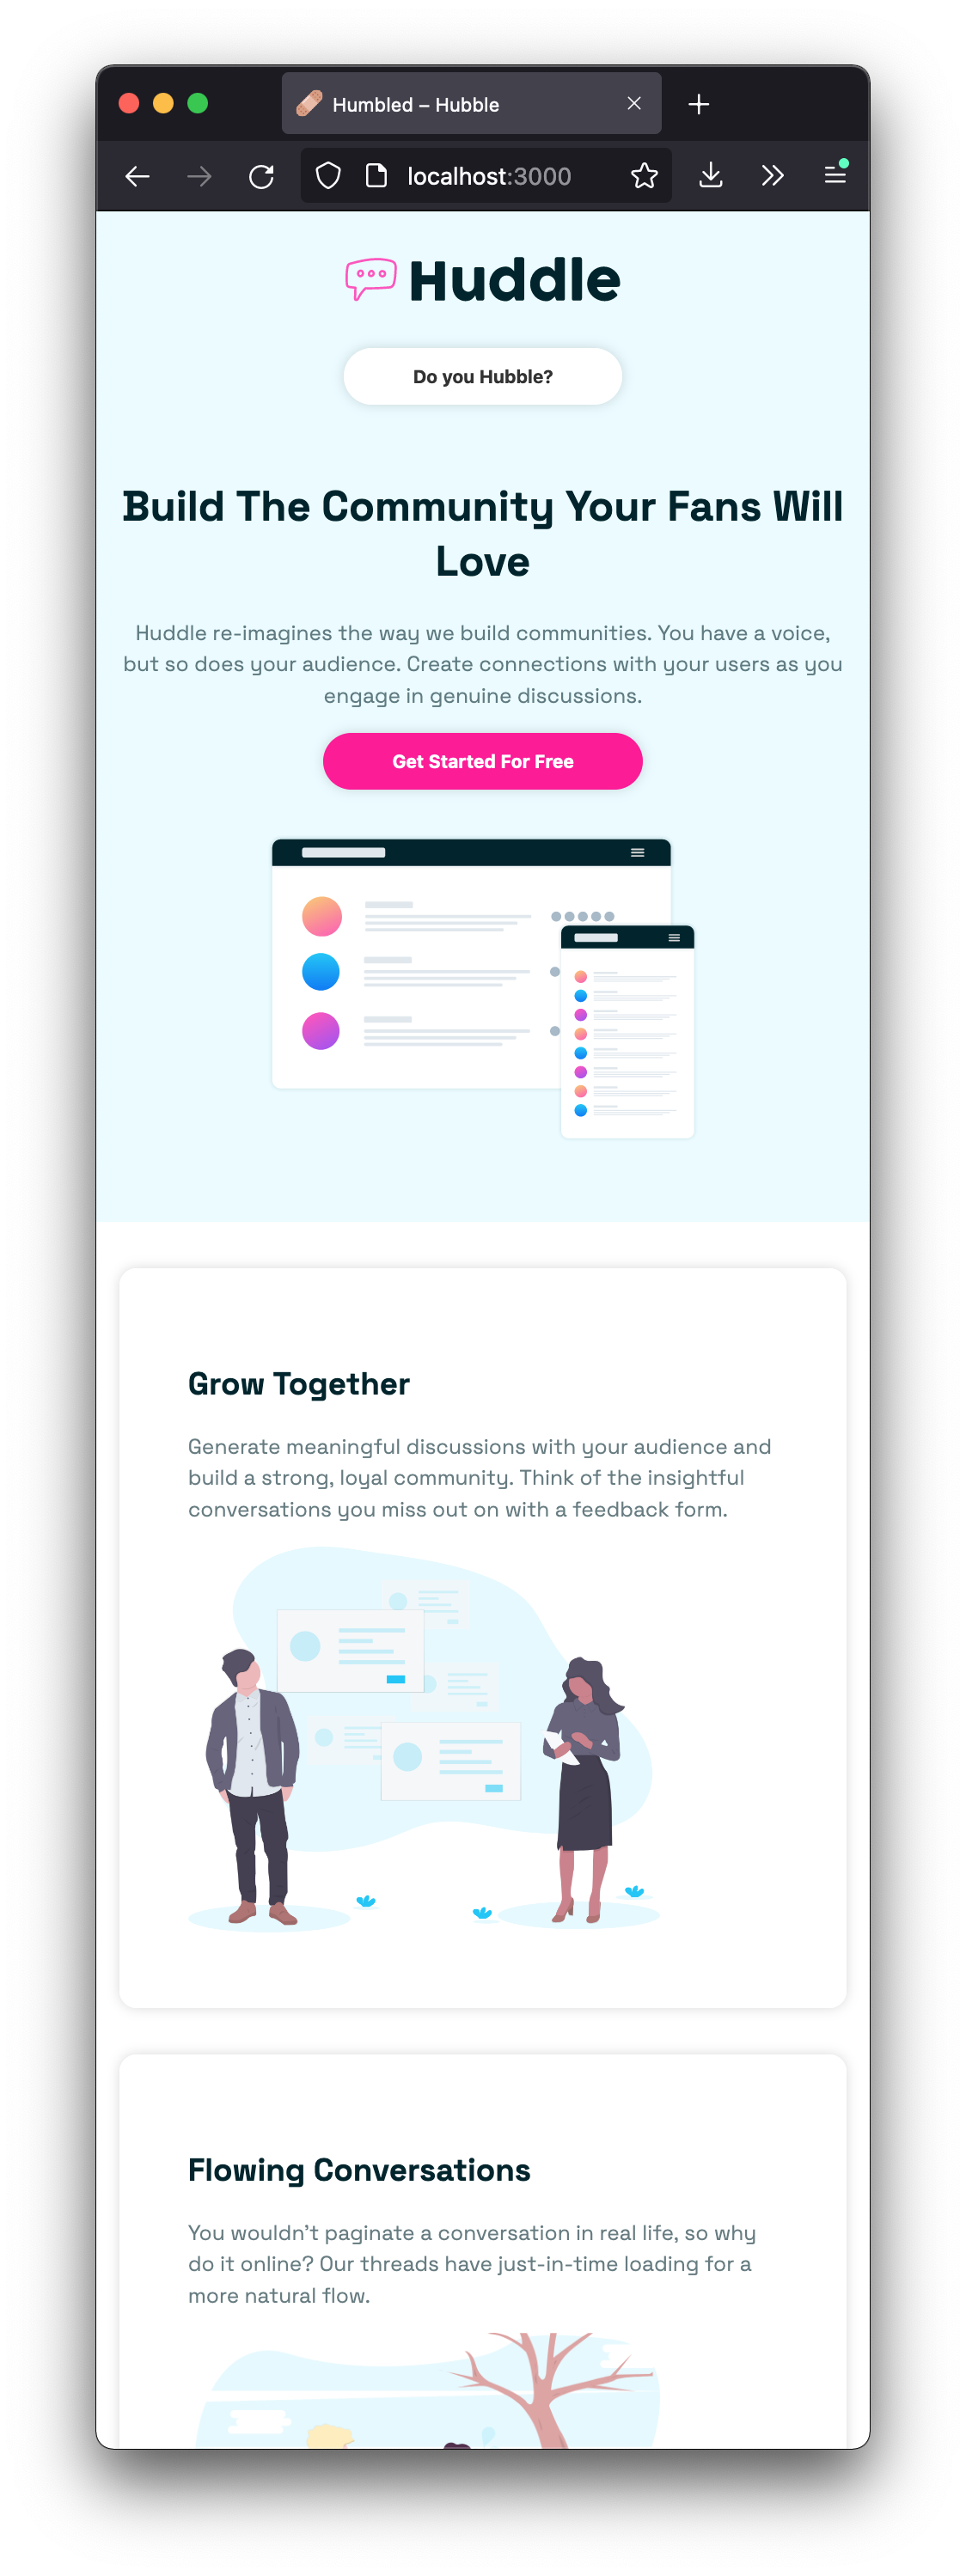 Humbled – Hubble
localhost:3000
Huddle
Do you Hubble?
Build The Community Your Fans Will
Love
Huddle re-imagines the way we build communities. You have a voice,
but so does your audience. Create connections with your users as you
engage in genuine discussions.
Get Started For Free
Grow Together
Generate meaningful discussions with your audience and
build a strong, loyal community. Think of the insightful
conversations you miss out on with a feedback form.
Flowing Conversations
You wouldn't paginate a conversation in real life, so why
do it online? Our threads have just-in-time loading for a
more natural flow.